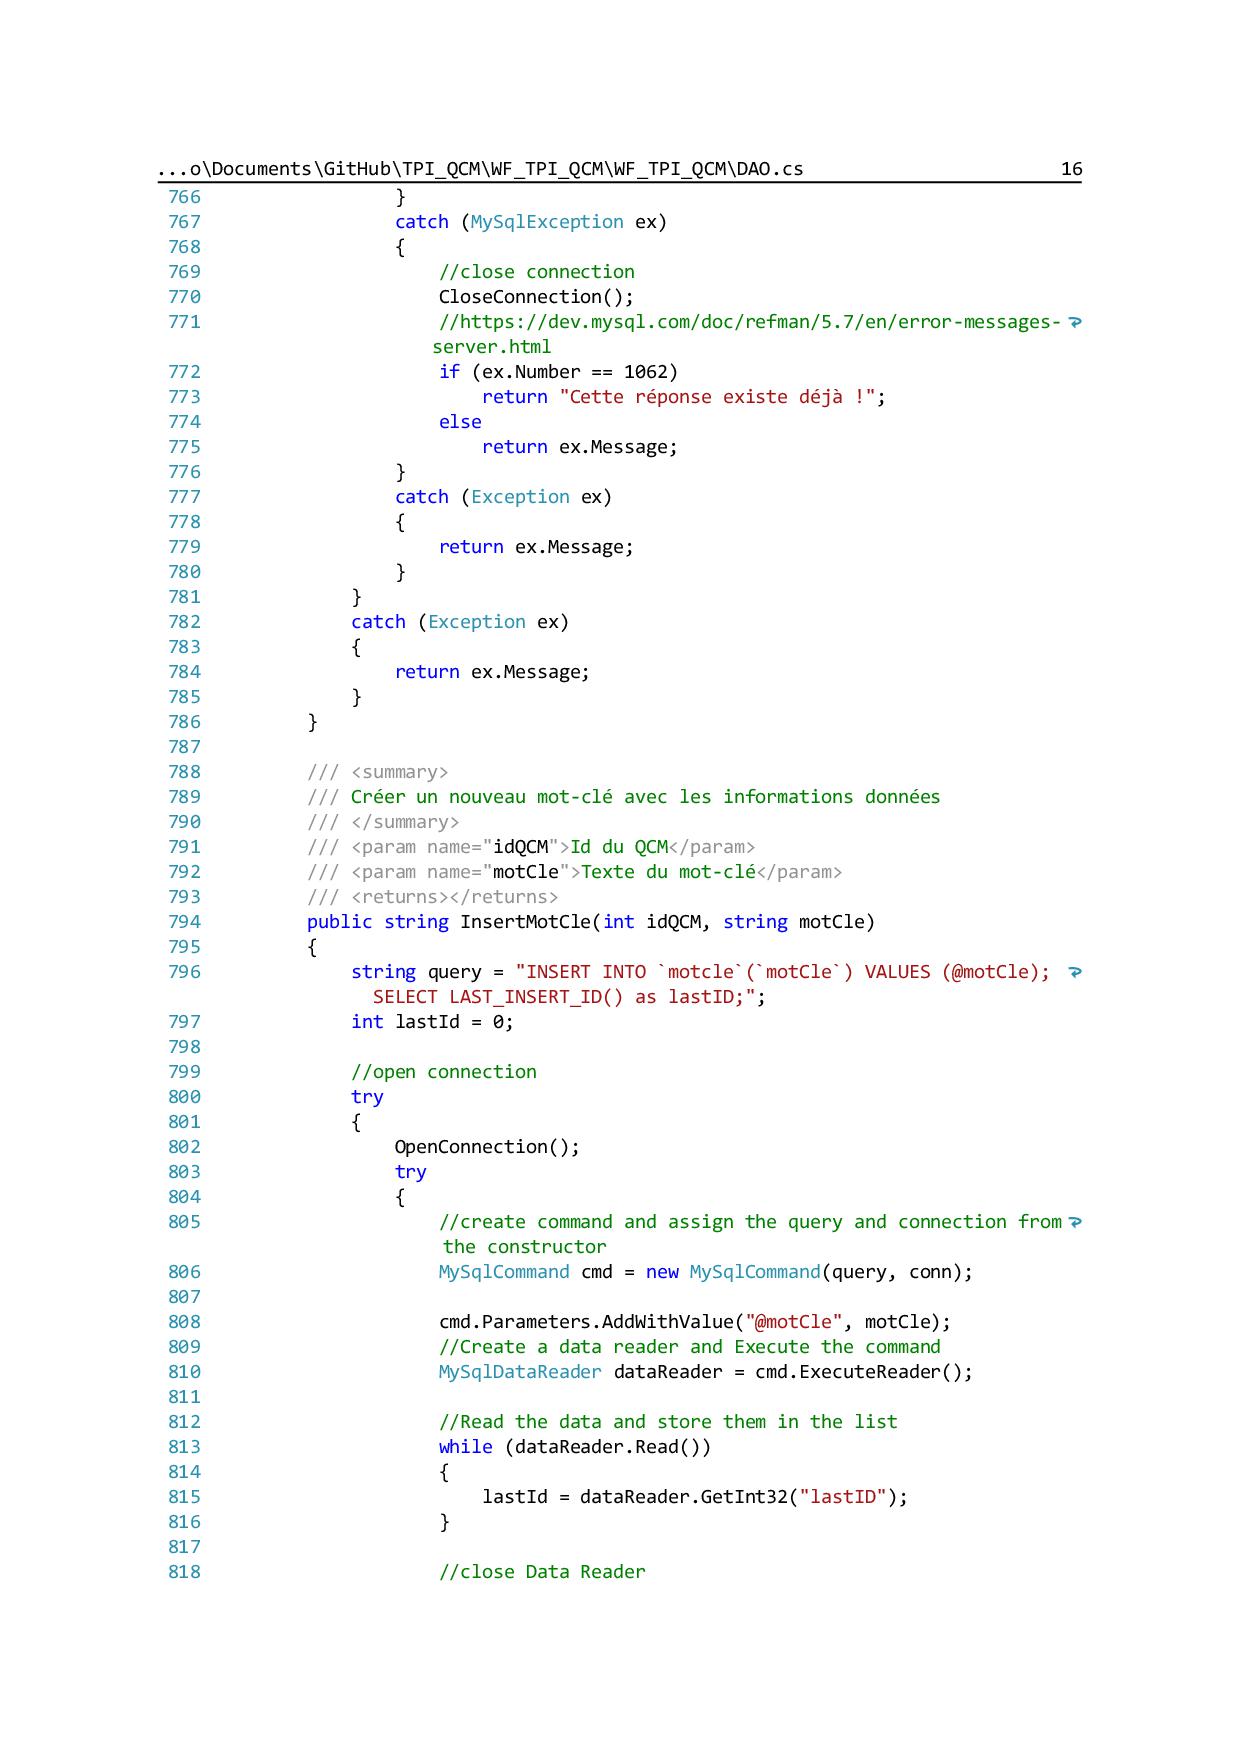 ...o\Documents\GitHub\TPI_QCM\WF_TPI_QCM\WF_TPI_QCM\DAO.cs 16
766 }
767 catch (MySqlException ex)
768 {
769 //close connection
770 CloseConnection();
771 //https://dev.mysql.com/doc/refman/5.7/en/error-messages-
server.html
772 if (ex.Number == 1062)
773 return "Cette réponse existe déjà !";
774 else
775 return ex.Message;
776 }
777 catch (Exception ex)
778 {
779 return ex.Message;
780 }
781 }
782 catch (Exception ex)
783 {
784 return ex.Message;
785 }
786 }
787
788 /// <summary>
789 /// Créer un nouveau mot-clé avec les informations données
790 /// </summary>
791 /// <param name="idQCM">Id du QCM</param>
792 /// <param name="motCle">Texte du mot-clé</param>
793 /// <returns></returns>
794 public string InsertMotCle(int idQCM, string motCle)
795 {
796 string query = "INSERT INTO `motcle`(`motCle`) VALUES (@motCle);
SELECT LAST_INSERT_ID() as lastID;";
797 int lastId = 0;
798
799 //open connection
800 try
801 {
802 OpenConnection();
803 try
804 {
805 //create command and assign the query and connection from
the constructor
806 MySqlCommand cmd = new MySqlCommand(query, conn);
807
808 cmd.Parameters.AddWithValue("@motCle", motCle);
809 //Create a data reader and Execute the command
810 MySqlDataReader dataReader = cmd.ExecuteReader();
811
812 //Read the data and store them in the list
813 while (dataReader.Read())
814 {
815 lastId = dataReader.GetInt32("lastID");
816 }
817
818 //close Data Reader